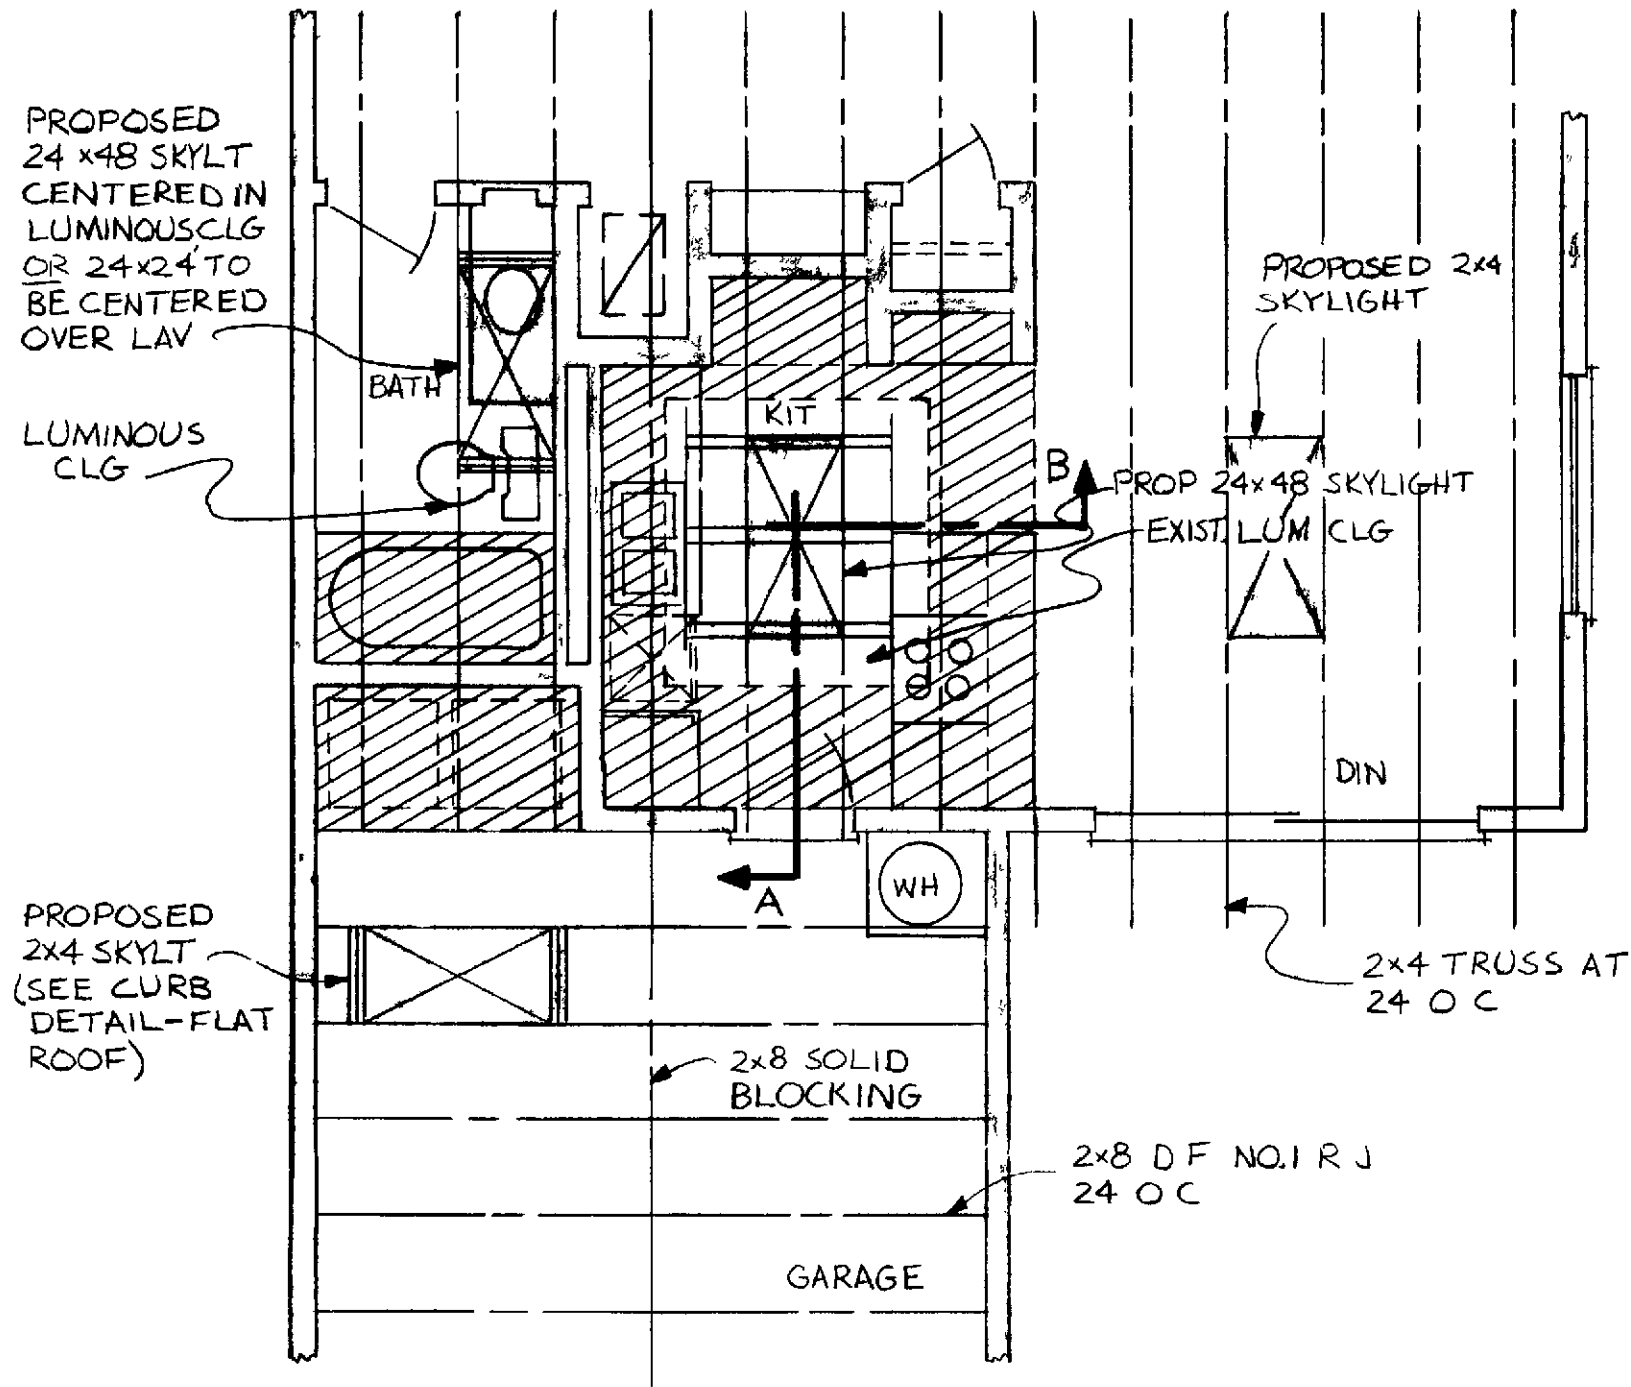 PROPOSED
24 x48 SKYLT
CENTERED IN
LUMINOUS CLG
OR 24x24 TO
BE CENTERED
OVER LAV
BATH
LUMINOUS
CLG
KIT
PROPOSED 2x4
SKYLIGHT
B
PROP 24x48 SKYLIGHT
EXIST. LUM CLG
DIN
A
WH
PROPOSED
2x4 SKYLT
(SEE CURB
DETAIL-FLAT
ROOF)
2x4 TRUSS AT
24 O C
2x8 SOLID
BLOCKING
2x8 D F NO.1 R J
24 O C
GARAGE